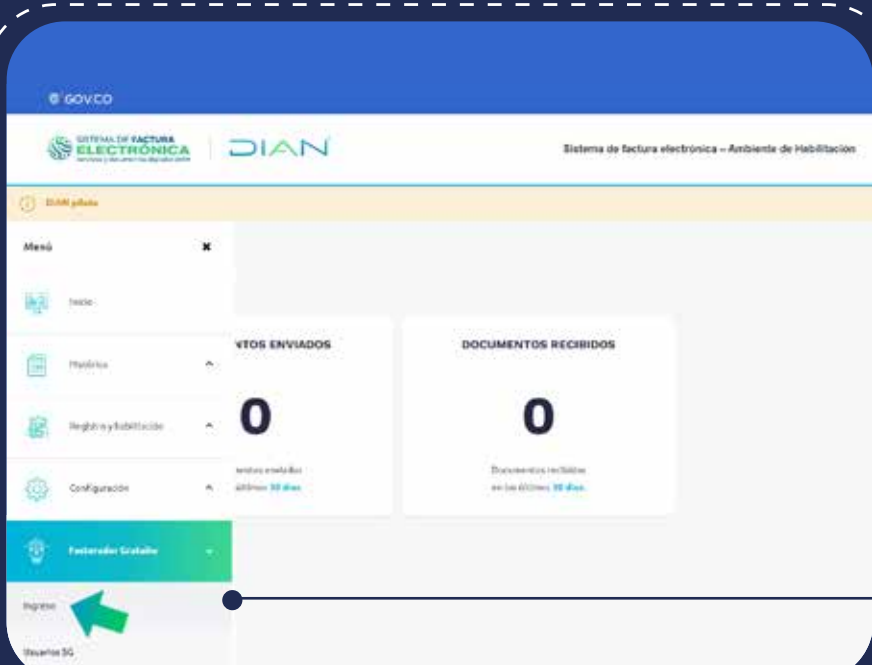 GOV.CO
SISTEMA DE FACTURA
ELECTRÓNICA
DIAN
Sistema de factura electrónica – Ambiente de Habilitación
DIAN piloto
Menú
Inicio
NTOS ENVIADOS
DOCUMENTOS RECIBIDOS
Histórico
0
0
Registro y habilitación
Documentos recibidos
últimos 30 días
en los últimos 30 días
Configuración
Facturador Gratuito
Ingreso
Usuarios SG